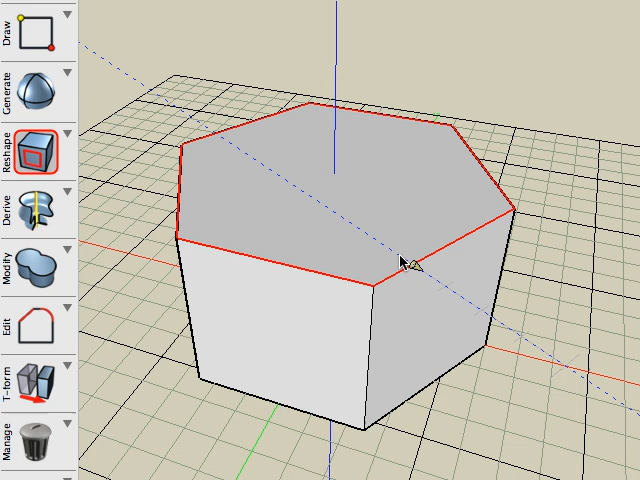 Draw
Generate
Reshape
Derive
Modify
Edit
T-form
Manage